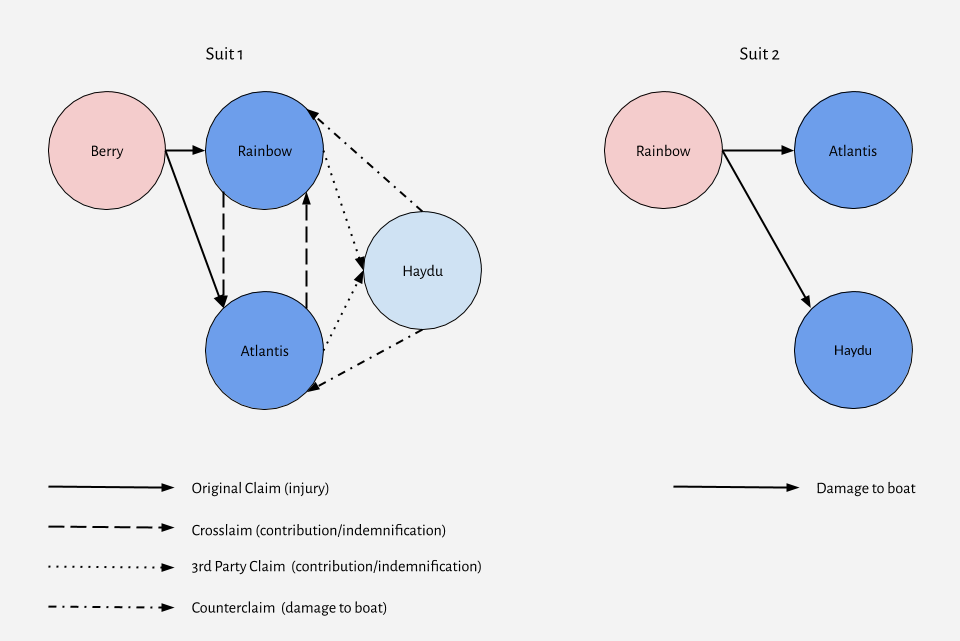 Suit 1
Suit 2
Berry
Rainbow
Rainbow
Atlantis
Haydu
Atlantis
Haydu
Original Claim (injury)
Damage to boat
Crosslaim (contribution/indemnification)
3rd Party Claim (contribution/indemnification)
Counterclaim (damage to boat)